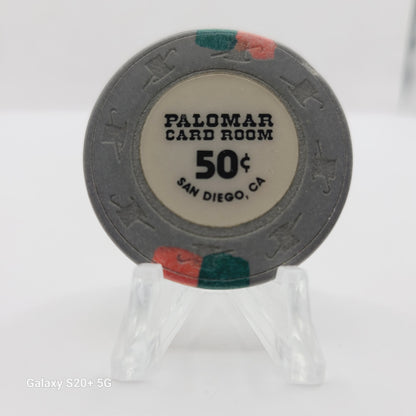 PALOMAR
CARD ROOM
50¢
SAN DIEGO, CA
Galaxy S20+ 5G